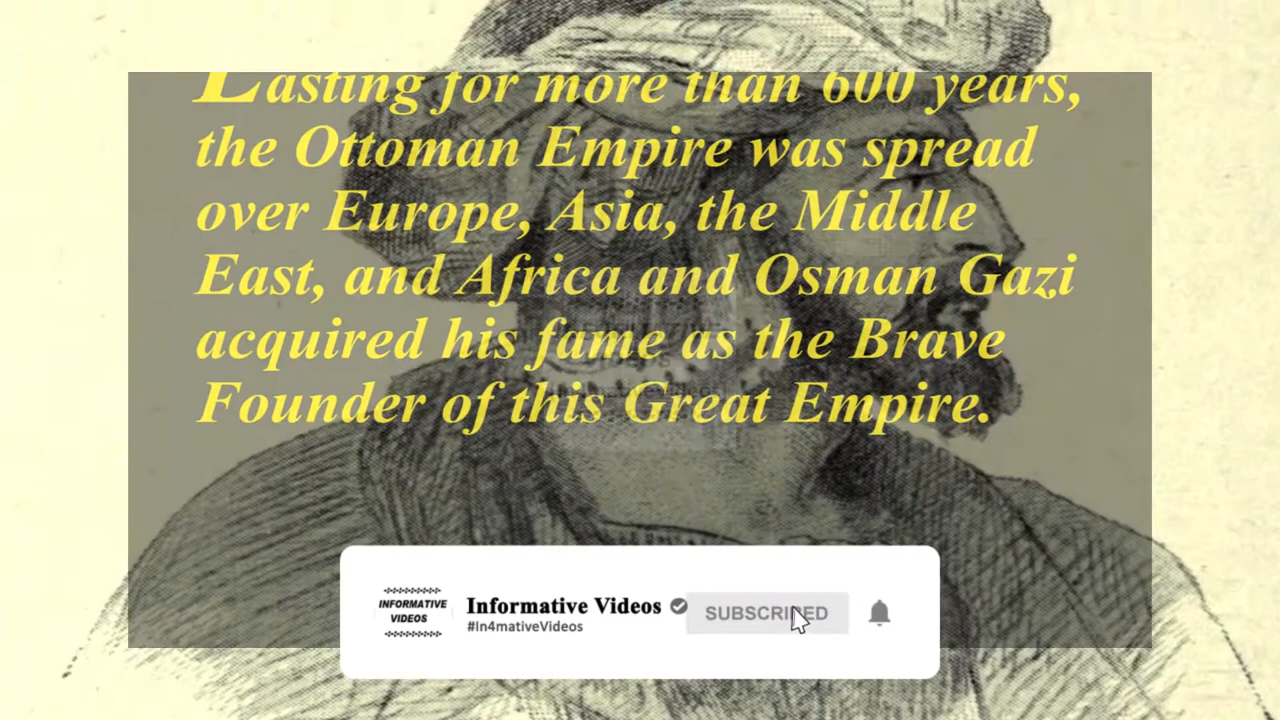 Lasting for more than 600 years,
the Ottoman Empire was spread
over Europe, Asia, the Middle
East, and Africa and Osman Gazi
acquired his fame as the Brave
Founder of this Great Empire.
INFORMATIVE
VIDEOS
Informative Videos
#In4mativeVideos
SUBSCRIBED